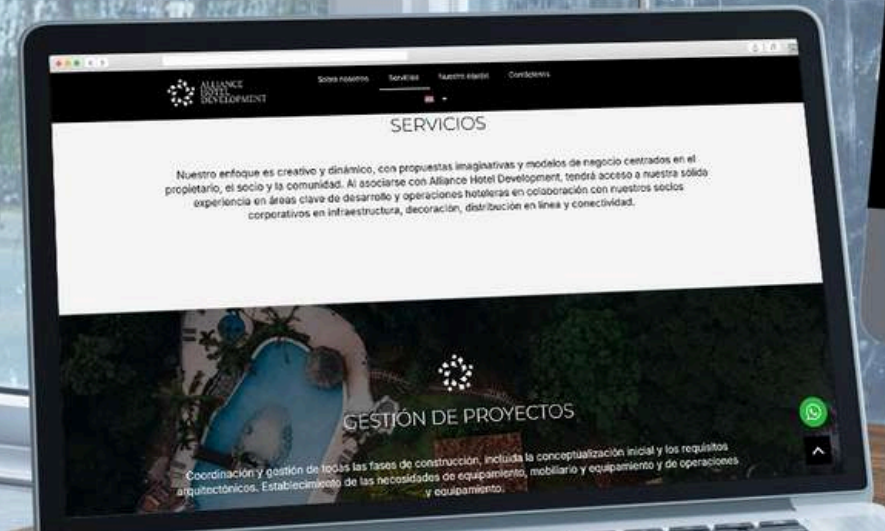 ALLIANCE
HOTEL
DEVELOPMENT
Sobre nosotros Servicios Nuestro equipo Contáctenos
SERVICIOS
Nuestro enfoque es creativo y dinámico, con propuestas imaginativas y modelos de negocio centrados en el
propietario, el socio y la comunidad. Al asociarse con Alliance Hotel Development, tendrá acceso a nuestra sólida
experiencia en áreas clave de desarrollo y operaciones hoteleras en colaboración con nuestros socios
corporativos en infraestructura, decoración, distribución en línea y conectividad.
GESTIÓN DE PROYECTOS
Coordinación y gestión de todas las fases de construcción, incluida la conceptualización inicial y los requisitos
arquitectónicos. Establecimiento de las necesidades de equipamiento, mobiliario y equipamiento y de operaciones
y equipamiento.